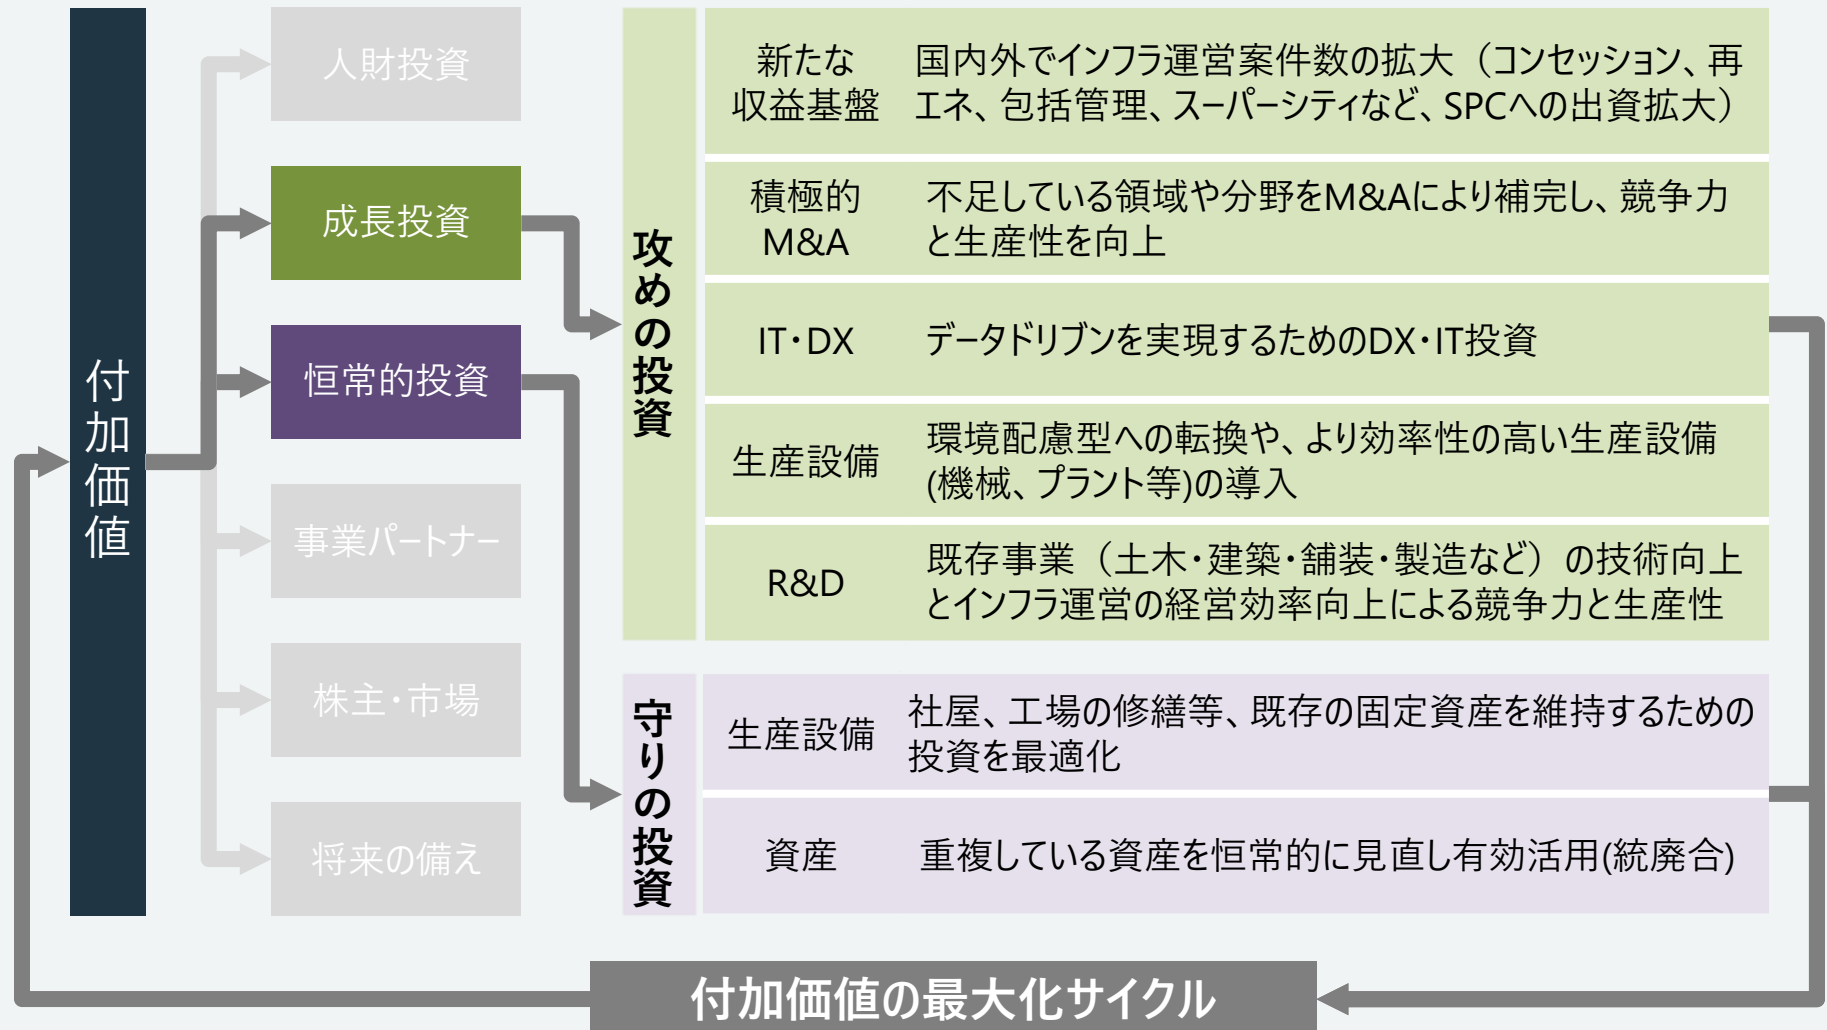 付加価値
人財投資
成長投資
恒常的投資
事業パートナー
株主・市場
将来の備え
攻めの投資
新たな
収益基盤
国内外でインフラ運営案件数の拡大（コンセッション、再
エネ、包括管理、スーパーシティなど、SPCへの出資拡大）
積極的
M&A
不足している領域や分野をM&Aにより補完し、競争力
と生産性を向上
IT・DX
データドリブンを実現するためのDX・IT投資
生産設備
環境配慮型への転換や、より効率性の高い生産設備
(機械、プラント等)の導入
R&D
既存事業（土木・建築・舗装・製造など）の技術向上
とインフラ運営の経営効率向上による競争力と生産性
守りの投資
生産設備
社屋、工場の修繕等、既存の固定資産を維持するための
投資を最適化
資産
重複している資産を恒常的に見直し有効活用(統廃合)
付加価値の最大化サイクル